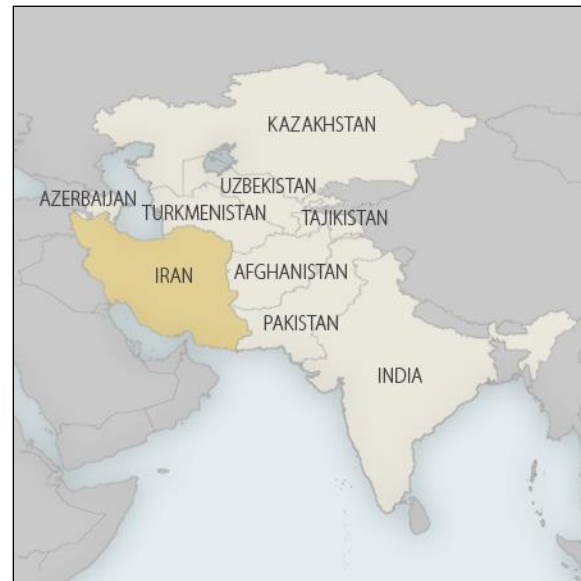 KAZAKHSTAN
UZBEKISTAN
AZERBAIJAN
TURKMENISTAN
TAJIKISTAN
IRAN
AFGHANISTAN
PAKISTAN
INDIA